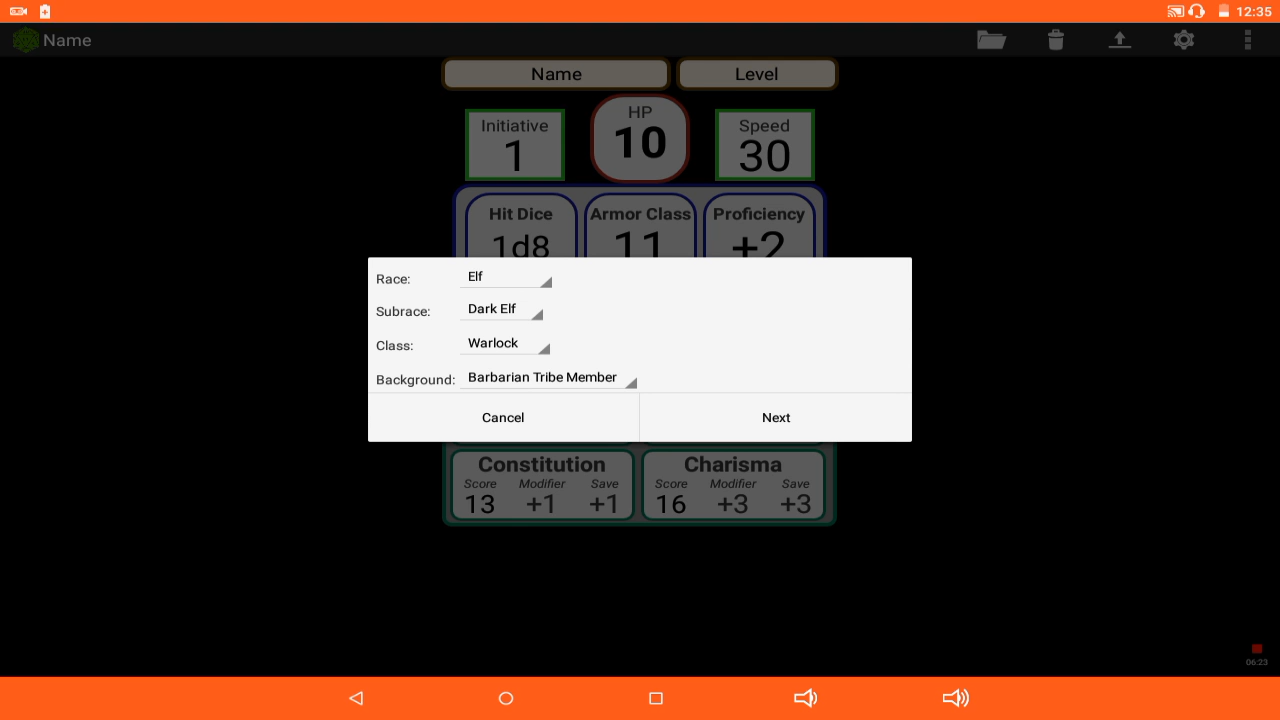 12:35
Name
Name Level
Initiative HP Speed
1 10 30
Hit Dice Armor Class Proficiency
1d8 11 +2
Race: Elf
Subrace: Dark Elf
Class: Warlock
Background: Barbarian Tribe Member
Cancel Next
Constitution Charisma
Score Modifier Save Score Modifier Save
13 +1 +1 16 +3 +3
06:23